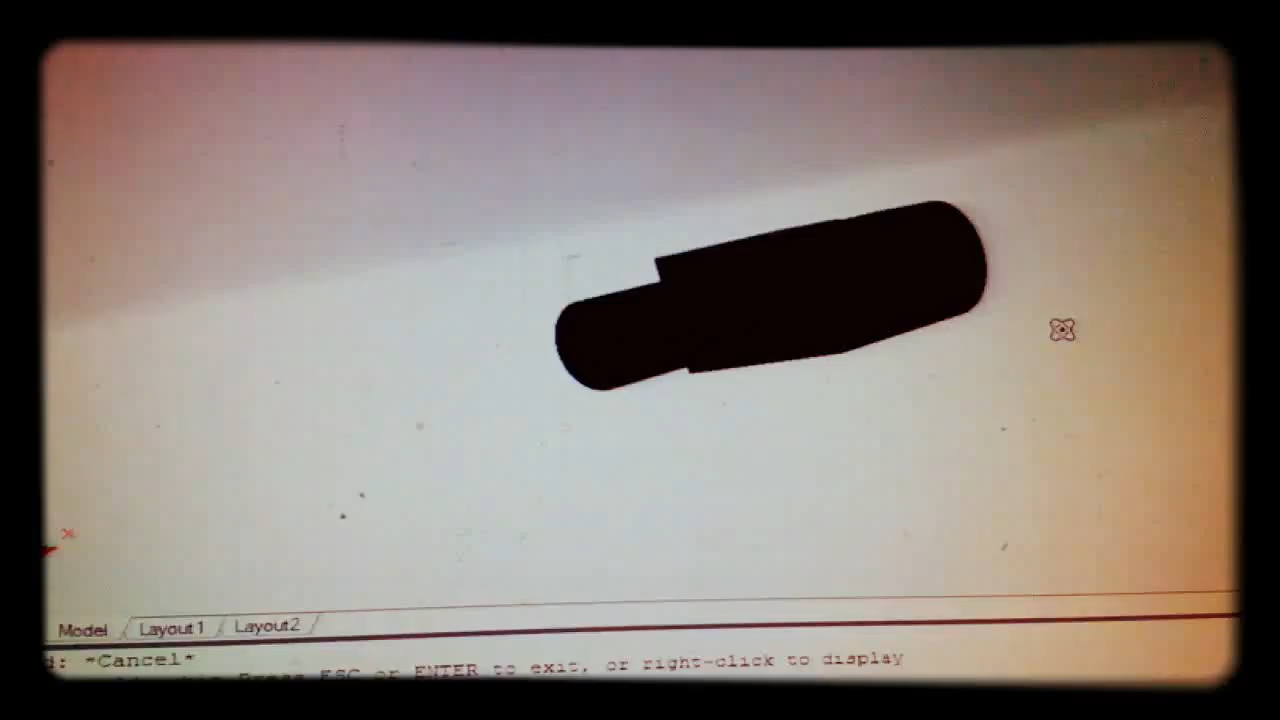 Model Layout1 Layout2
d: *Cancel*
Press ESC or ENTER to exit, or right-click to display